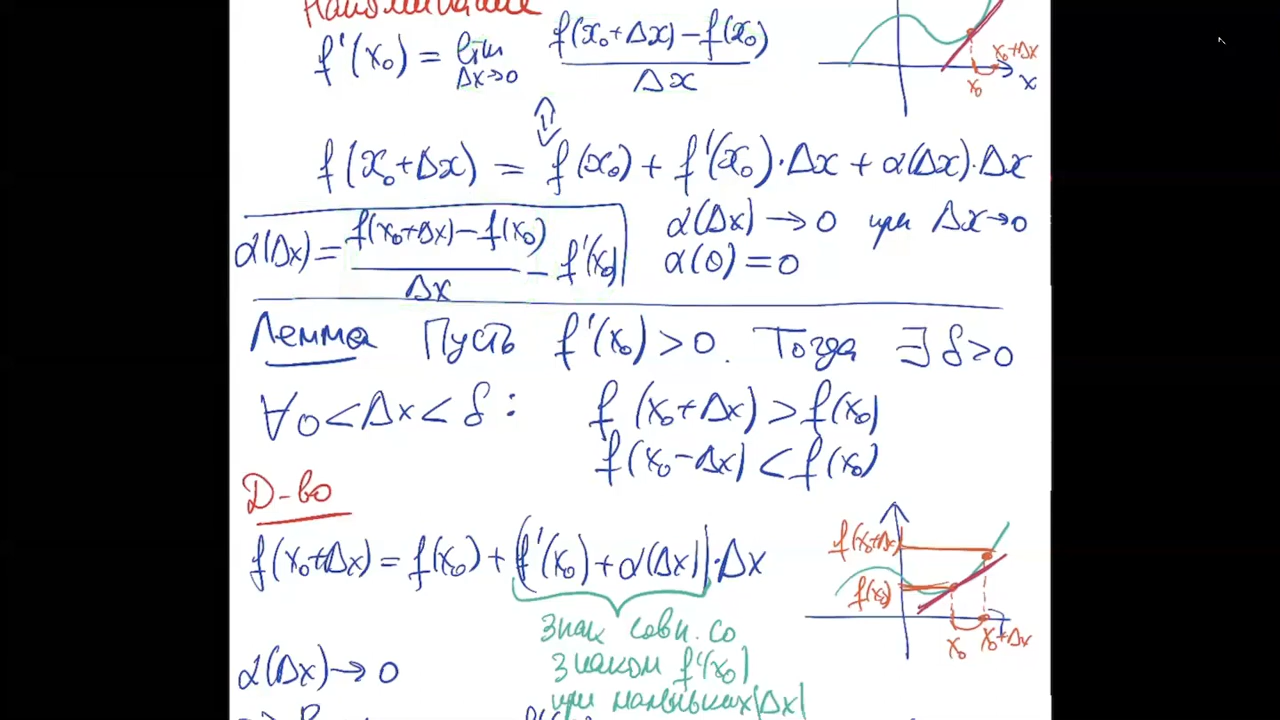 Напоминание
f'(x₀) = lim_{Δx→0} (f(x₀+Δx) − f(x₀)) / Δx
x₀ x₀+Δx x
⇕
f(x₀+Δx) = f(x₀) + f'(x₀)·Δx + α(Δx)·Δx
α(Δx) = (f(x₀+Δx) − f(x₀)) / Δx − f'(x₀)
α(Δx) → 0 при Δx→0
α(0) = 0
Лемма Пусть f'(x₀) > 0. Тогда ∃ δ>0
∀ 0 < Δx < δ : f(x₀+Δx) > f(x₀)
f(x₀−Δx) < f(x₀)
Д-во
f(x₀+Δx) = f(x₀) + (f'(x₀) + α(Δx))·Δx
f(x₀+Δx)
f(x₀)
x₀ x₀+Δx
Знак совп. со
знаком f'(x₀)
при маленьких |Δx|
α(Δx) → 0